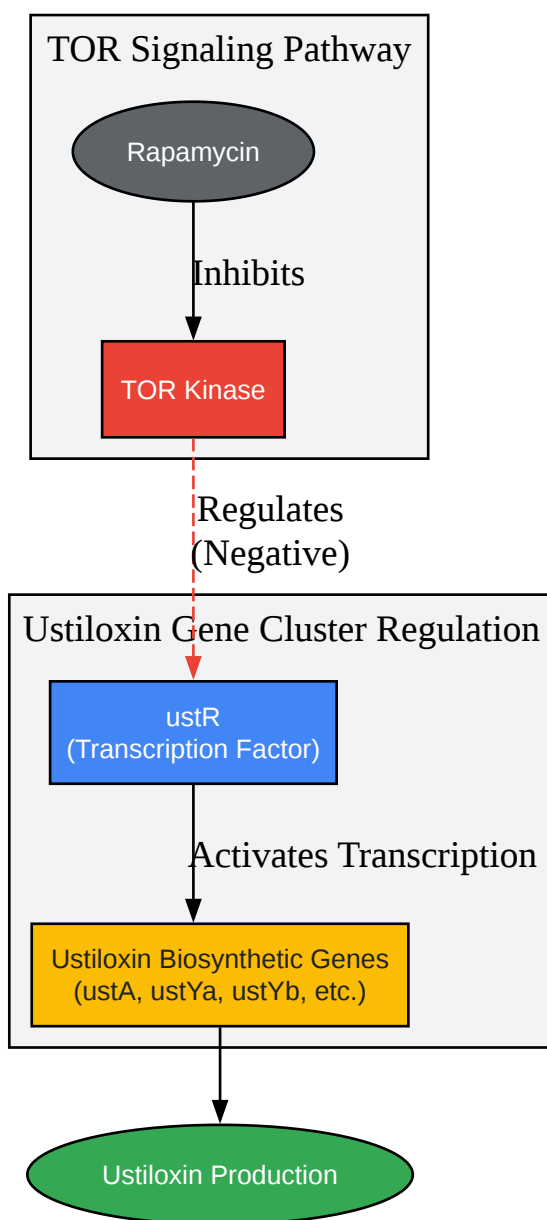 TOR Signaling Pathway
Rapamycin
Inhibits
TOR Kinase
Regulates
(Negative)
Ustiloxin Gene Cluster Regulation
ustR
(Transcription Factor)
Activates Transcription
Ustiloxin Biosynthetic Genes
(ustA, ustYa, ustYb, etc.)
Ustiloxin Production